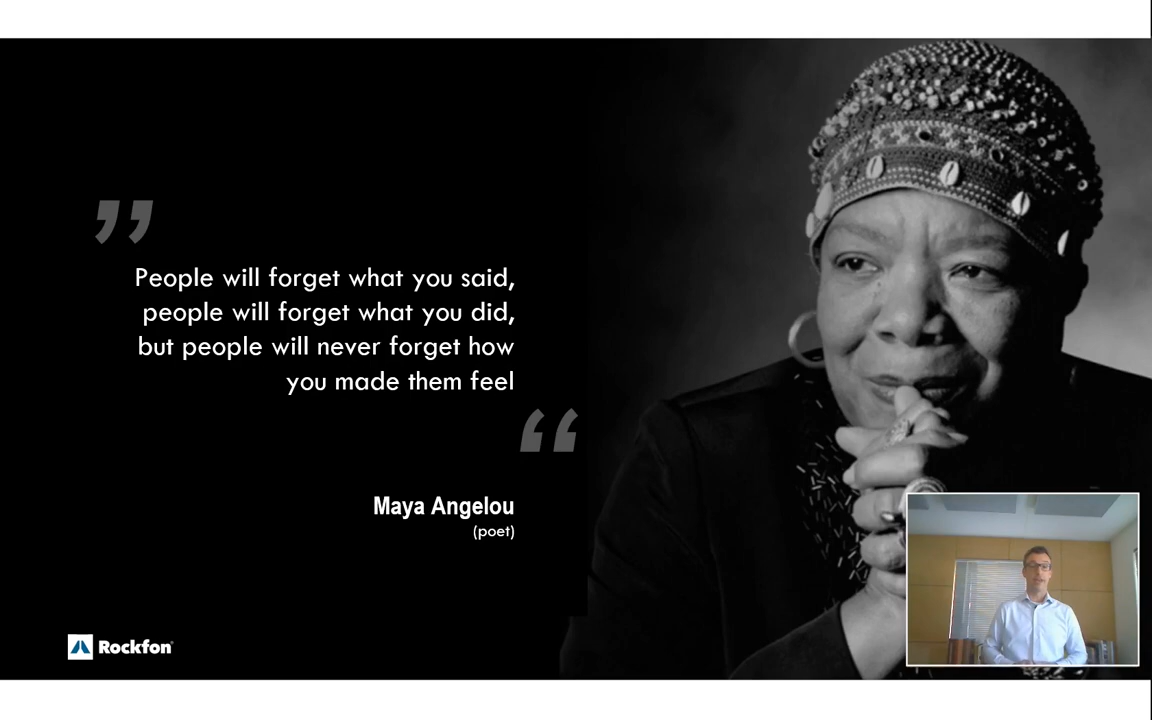 ”
People will forget what you said,
people will forget what you did,
but people will never forget how
you made them feel
“
Maya Angelou
(poet)
Rockfon®